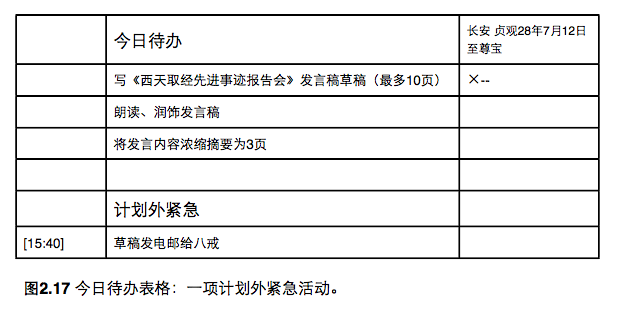 今日待办
长安 贞观28年7月12日
至尊宝
写《西天取经先进事迹报告会》发言稿草稿（最多10页） ×--
朗读、润饰发言稿
将发言内容浓缩摘要为3页
计划外紧急
[15:40] 草稿发电邮给八戒
图2.17 今日待办表格：一项计划外紧急活动。